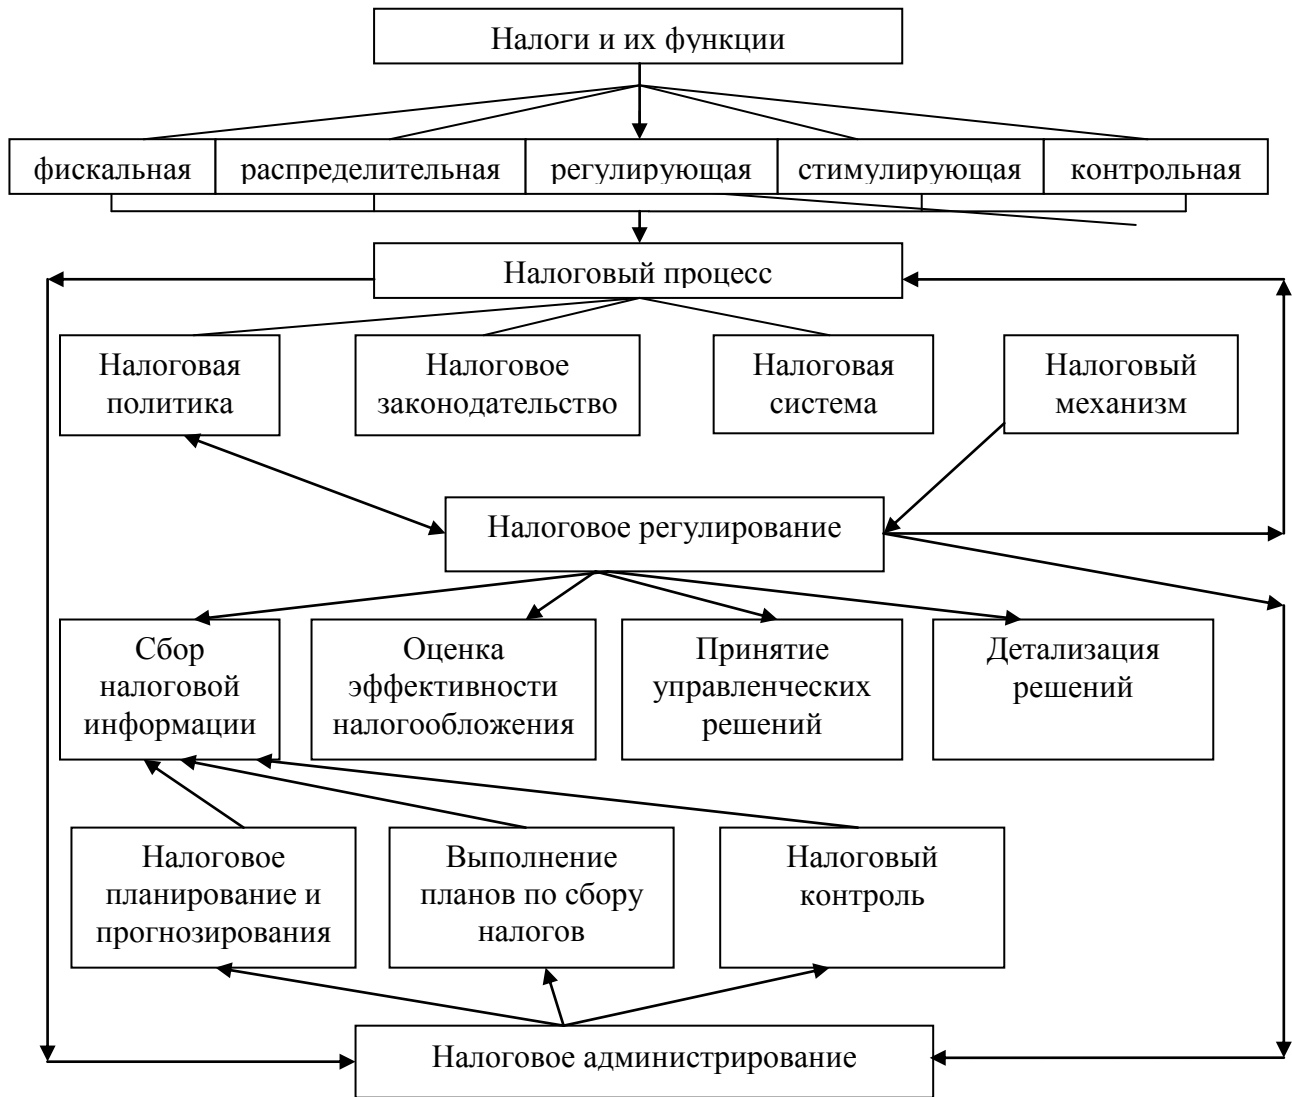 Налоги и их функции
фискальная
распределительная
регулирующая
стимулирующая
контрольная
Налоговый процесс
Налоговая
политика
Налоговое
законодательство
Налоговая
система
Налоговый
механизм
Налоговое регулирование
Сбор
налоговой
информации
Оценка
эффективности
налогообложения
Принятие
управленческих
решений
Детализация
решений
Налоговое
планирование и
прогнозирования
Выполнение
планов по сбору
налогов
Налоговый
контроль
Налоговое администрирование